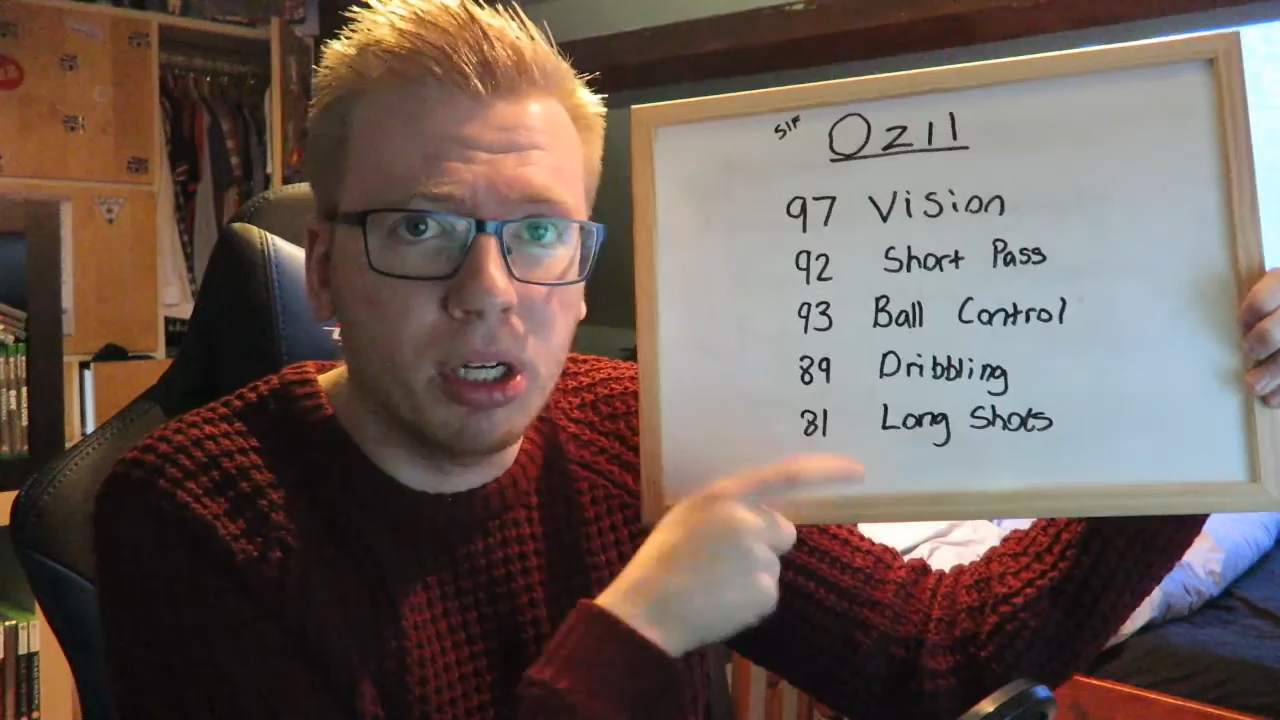 SIF Ozil
97 Vision
92 Short Pass
93 Ball Control
89 Dribbling
81 Long Shots